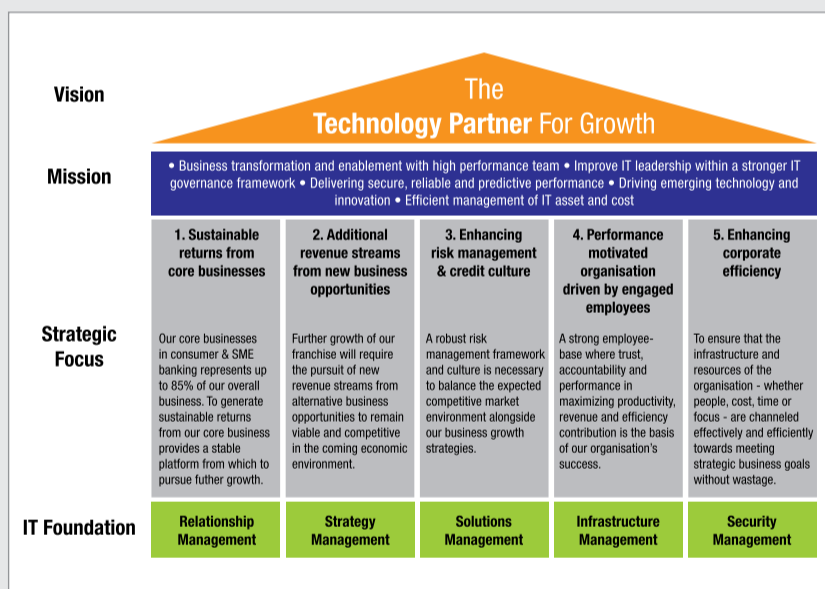 Vision
The
Technology Partner For Growth
Mission
• Business transformation and enablement with high performance team • Improve IT leadership within a stronger IT
governance framework • Delivering secure, reliable and predictive performance • Driving emerging technology and
innovation • Efficient management of IT asset and cost
Strategic
Focus
1. Sustainable
returns from
core businesses
Our core businesses
in consumer & SME
banking represents up
to 85% of our overall
business. To generate
sustainable returns
from our core business
provides a stable
platform from which to
pursue futher growth.
2. Additional
revenue streams
from new business
opportunities
Further growth of our
franchise will require
the pursuit of new
revenue streams from
alternative business
opportunities to remain
viable and competitive
in the coming economic
environment.
3. Enhancing
risk management
& credit culture
A robust risk
management framework
and culture is necessary
to balance the expected
competitive market
environment alongside
our business growth
strategies.
4. Performance
motivated
organisation
driven by engaged
employees
A strong employee-
base where trust,
accountability and
performance in
maximizing productivity,
revenue and efficiency
contribution is the basis
of our organisation's
success.
5. Enhancing
corporate
efficiency
To ensure that the
infrastructure and
resources of the
organisation - whether
people, cost, time or
focus - are channeled
effectively and efficiently
towards meeting
strategic business goals
without wastage.
IT Foundation
Relationship
Management
Strategy
Management
Solutions
Management
Infrastructure
Management
Security
Management